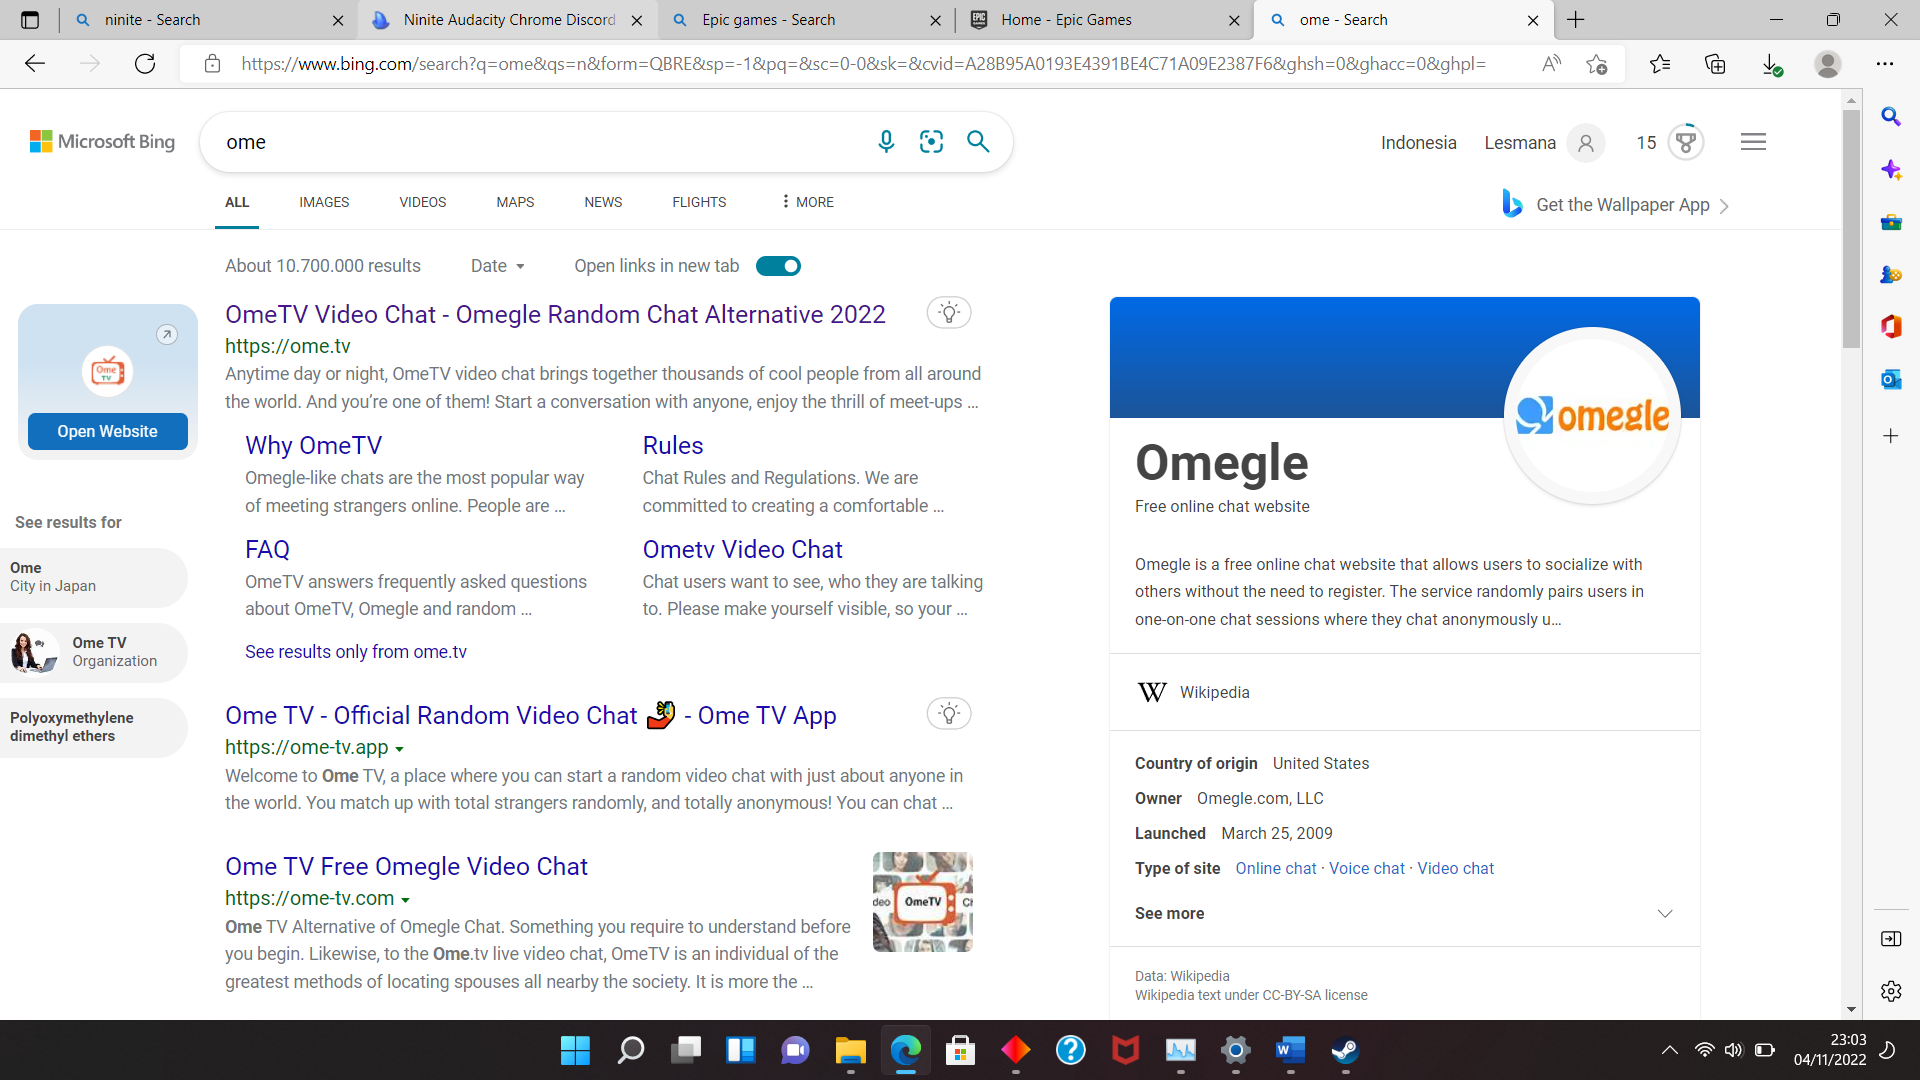 ninite - Search
Ninite Audacity Chrome Discord
Epic games - Search
Home - Epic Games
ome - Search
https://www.bing.com/search?q=ome&qs=n&form=QBRE&sp=-1&pq=&sc=0-0&sk=&cvid=A28B95A0193E4391BE4C71A09E2387F6&ghsh=0&ghacc=0&ghpl=
Microsoft Bing
ome
Indonesia
Lesmana
15
ALL
IMAGES
VIDEOS
MAPS
NEWS
FLIGHTS
MORE
Get the Wallpaper App
About 10.700.000 results
Date
Open links in new tab
Ome TV
Open Website
See results for
Ome
City in Japan
Ome TV
Organization
Polyoxymethylene
dimethyl ethers
OmeTV Video Chat - Omegle Random Chat Alternative 2022
https://ome.tv
Anytime day or night, OmeTV video chat brings together thousands of cool people from all around
the world. And you’re one of them! Start a conversation with anyone, enjoy the thrill of meet-ups ...
Why OmeTV
Omegle-like chats are the most popular way
of meeting strangers online. People are ...
Rules
Chat Rules and Regulations. We are
committed to creating a comfortable ...
FAQ
OmeTV answers frequently asked questions
about OmeTV, Omegle and random ...
Ometv Video Chat
Chat users want to see, who they are talking
to. Please make yourself visible, so your ...
See results only from ome.tv
Ome TV - Official Random Video Chat 🤳 - Ome TV App
https://ome-tv.app
Welcome to Ome TV, a place where you can start a random video chat with just about anyone in
the world. You match up with total strangers randomly, and totally anonymous! You can chat ...
Ome TV Free Omegle Video Chat
https://ome-tv.com
Ome TV Alternative of Omegle Chat. Something you require to understand before
you begin. Likewise, to the Ome.tv live video chat, OmeTV is an individual of the
greatest methods of locating spouses all nearby the society. It is more the ...
deo OmeTV Ch
omegle
Omegle
Free online chat website
Omegle is a free online chat website that allows users to socialize with
others without the need to register. The service randomly pairs users in
one-on-one chat sessions where they chat anonymously u...
Wikipedia
Country of origin United States
Owner Omegle.com, LLC
Launched March 25, 2009
Type of site Online chat · Voice chat · Video chat
See more
Data: Wikipedia
Wikipedia text under CC-BY-SA license
23:03
04/11/2022